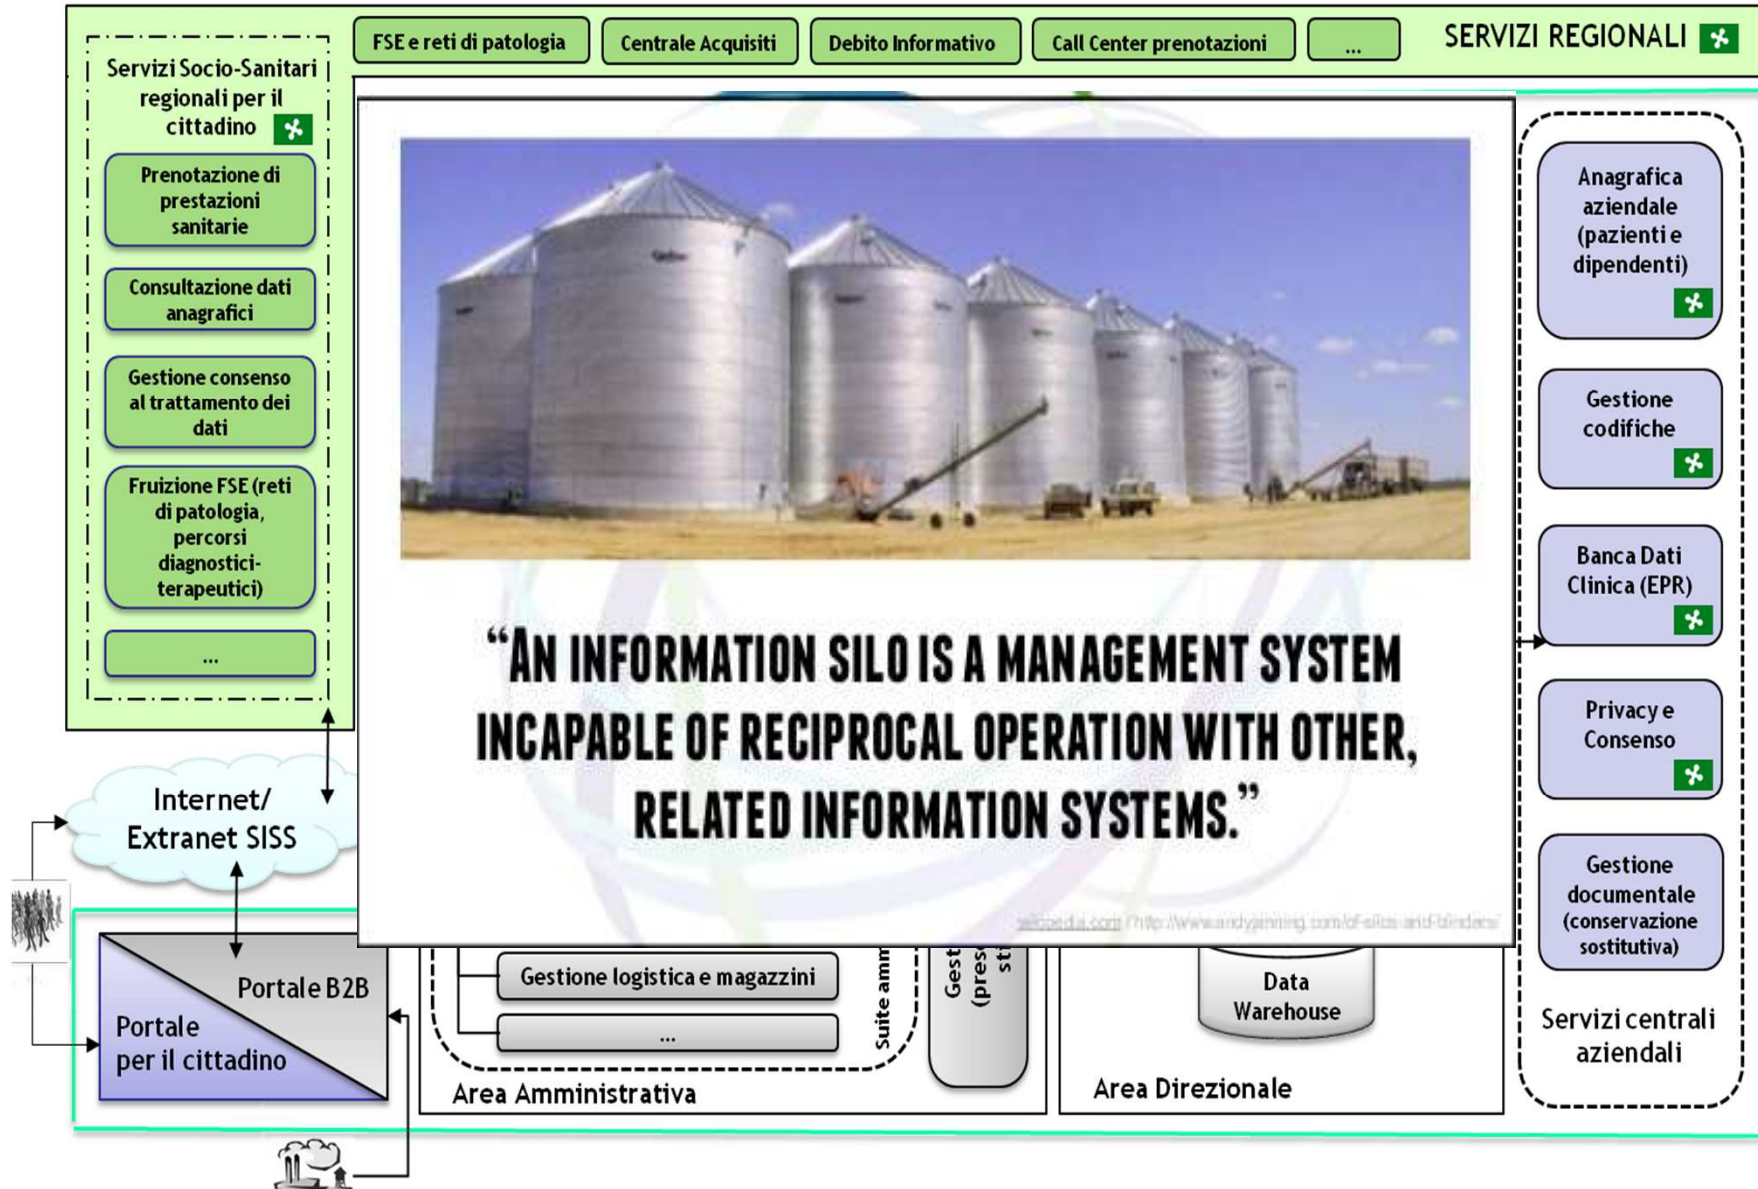 FSE e reti di patologia
Centrale Acquisiti
Debito Informativo
Call Center prenotazioni
...
SERVIZI REGIONALI
Servizi Socio-Sanitari
regionali per il
cittadino
Prenotazione di
prestazioni
sanitarie
Consultazione dati
anagrafici
Gestione consenso
al trattamento dei
dati
Fruizione FSE (reti
di patologia,
percorsi
diagnostici-
terapeutici)
...
“AN INFORMATION SILO IS A MANAGEMENT SYSTEM
INCAPABLE OF RECIPROCAL OPERATION WITH OTHER,
RELATED INFORMATION SYSTEMS.”
Anagrafica
aziendale
(pazienti e
dipendenti)
Gestione
codifiche
Banca Dati
Clinica (EPR)
Privacy e
Consenso
Gestione
documentale
(conservazione
sostitutiva)
Servizi centrali
aziendali
Internet/
Extranet SISS
Portale B2B
Portale
per il cittadino
Gestione logistica e magazzini
...
Suite amm
Gest
(pres
sti
Area Amministrativa
Data
Warehouse
Area Direzionale